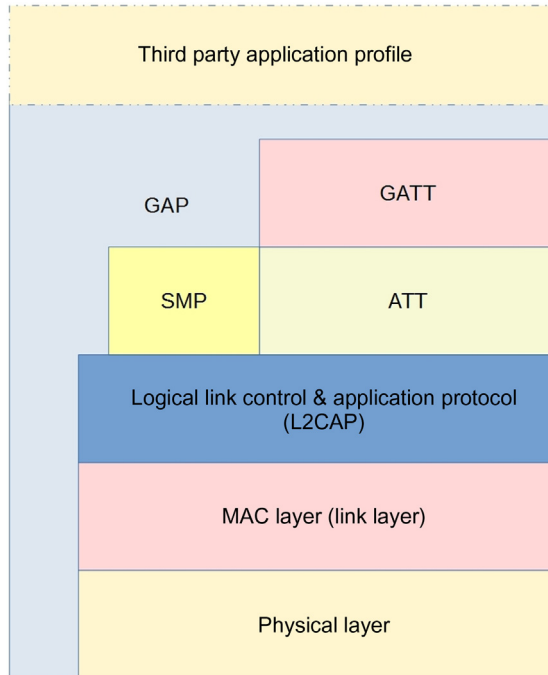 Third party application profile
GATT
GAP
SMP
ATT
Logical link control & application protocol
(L2CAP)
MAC layer (link layer)
Physical layer